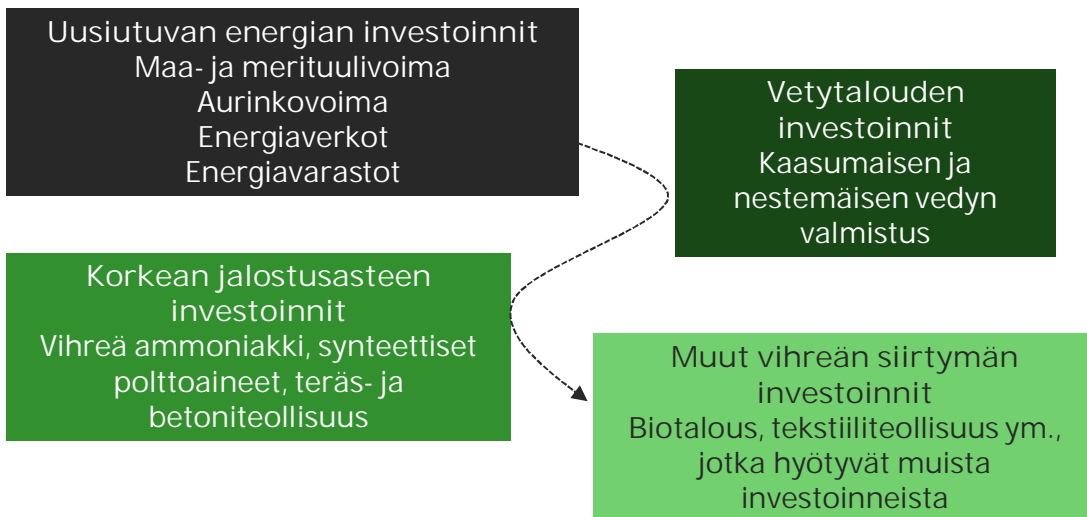 Uusiutuvan energian investoinnit
Maa- ja merituulivoima
Aurinkovoima
Energiaverkot
Energiavarastot
Vetytalouden
investoinnit
Kaasumaisen ja
nestemäisen vedyn
valmistus
Korkean jalostusasteen
investoinnit
Vihreä ammoniakki, synteettiset
polttoaineet, teräs- ja
betoniteollisuus
Muut vihreän siirtymän
investoinnit
Biotalous, tekstiiliteollisuus ym.,
jotka hyötyvät muista
investoinneista